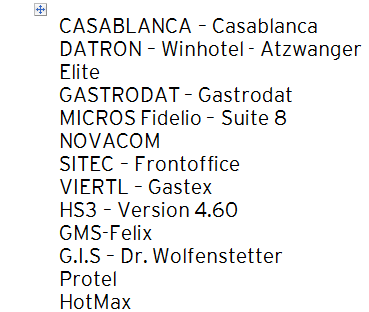 CASABLANCA – Casablanca
DATRON – Winhotel - Atzwanger
Elite
GASTRODAT – Gastrodat
MICROS Fidelio – Suite 8
NOVACOM
SITEC – Frontoffice
VIERTL – Gastex
HS3 – Version 4.60
GMS-Felix
G.I.S – Dr. Wolfenstetter
Protel
HotMax